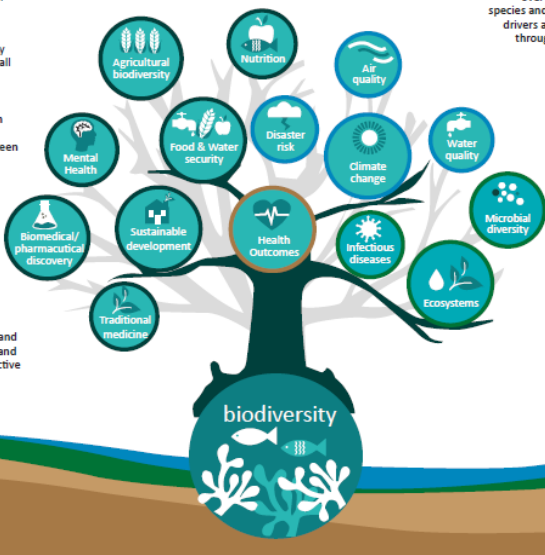 species and
drivers a
throug
all
een
Agricultural
biodiversity
Nutrition
Air
quality
Mental
Health
Food & Water
security
Disaster
risk
Climate
change
Water
quality
Biomedical/
pharmacutical
discovery
Sustainable
development
Health
Outcomes
Infectious
diseases
Microbial
diversity
Ecosystems
Traditional
medicine
and
and
ctive
biodiversity